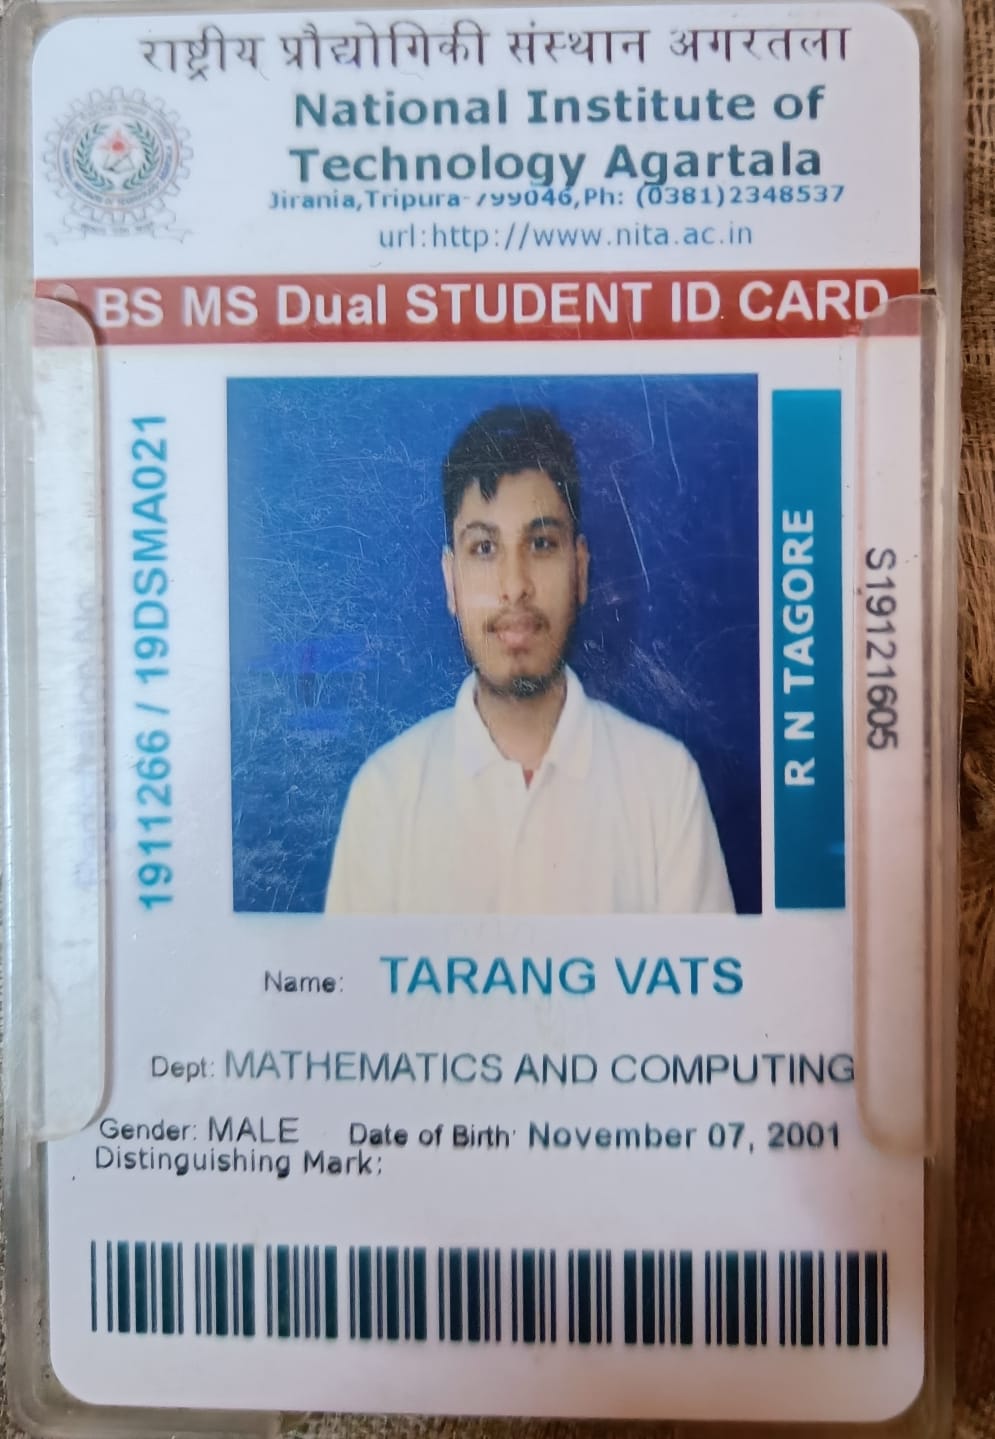 राष्ट्रीय प्रौद्योगिकी संस्थान अगरतला
National Institute of
Technology Agartala
Jirania,Tripura-799046,Ph: (0381)2348537
url:http://www.nita.ac.in
BS MS Dual STUDENT ID CARD
1911266 / 19DSMA021
R N TAGORE
S19121605
Name: TARANG VATS
Dept: MATHEMATICS AND COMPUTING
Gender: MALE Date of Birth: November 07, 2001
Distinguishing Mark: